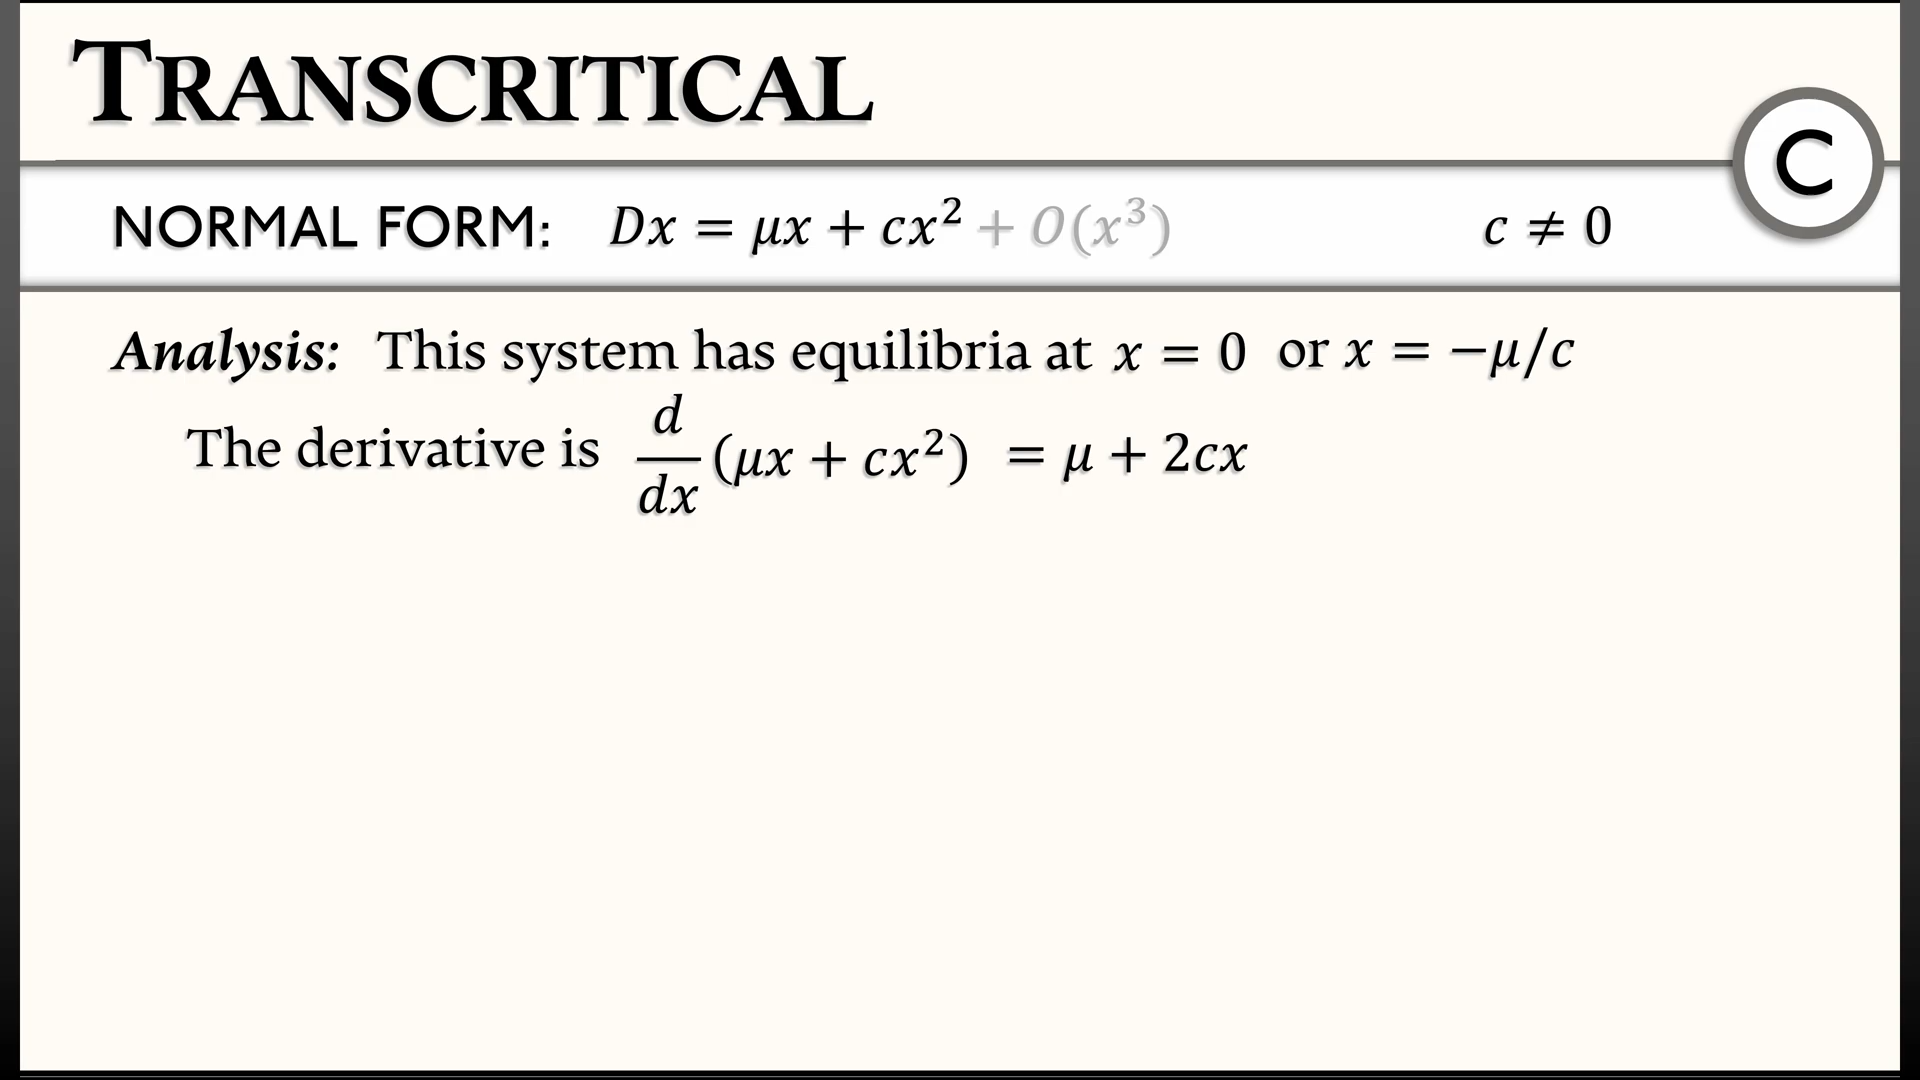 TRANSCRITICAL
C
NORMAL FORM: Dx = μx + cx² + O(x³) c ≠ 0
Analysis: This system has equilibria at x = 0 or x = −μ/c
The derivative is d/dx (μx + cx²) = μ + 2cx